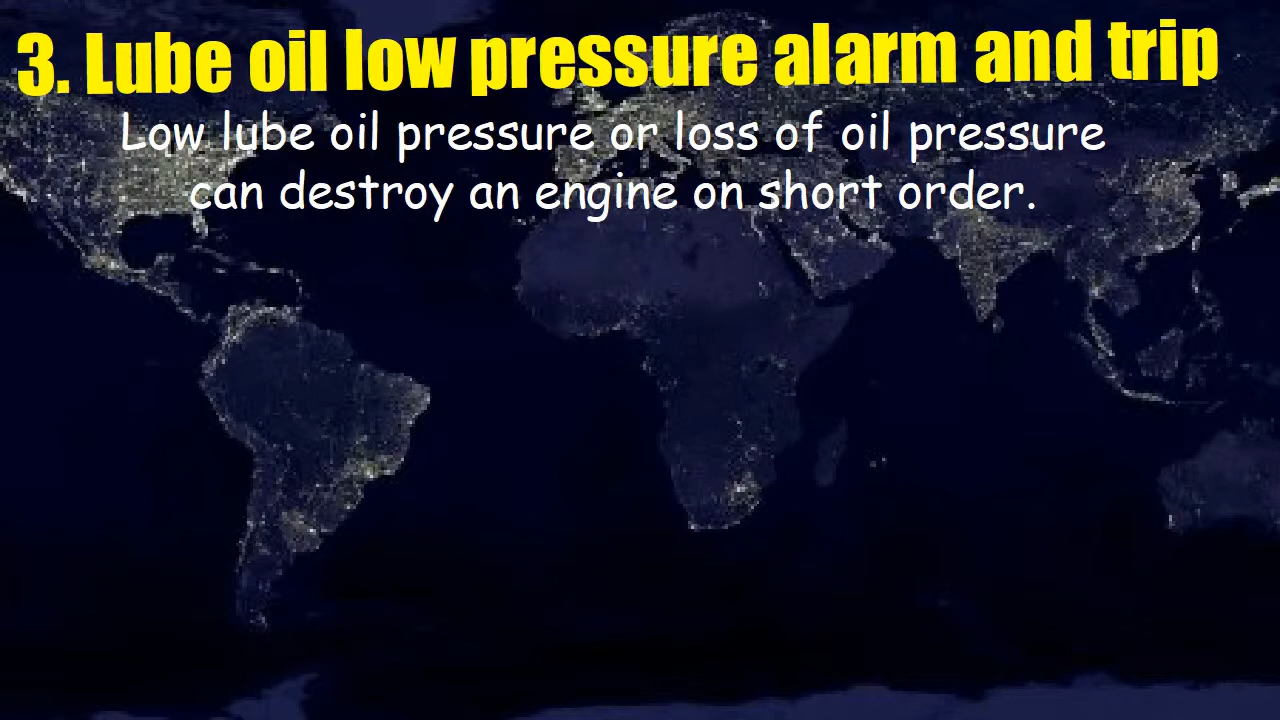 3. Lube oil low pressure alarm and trip
Low lube oil pressure or loss of oil pressure
can destroy an engine on short order.